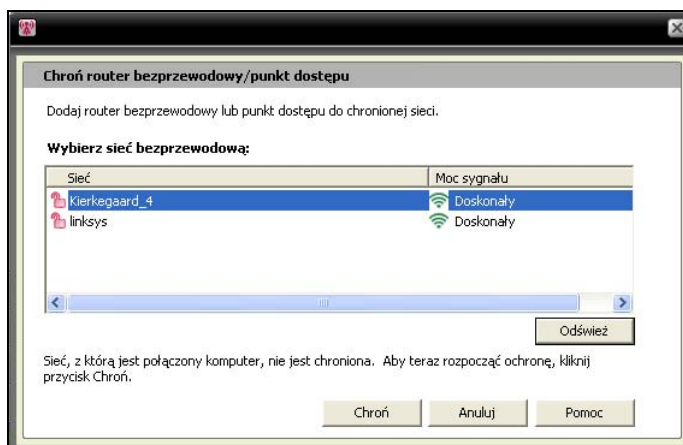 Chroń router bezprzewodowy/punkt dostępu
Dodaj router bezprzewodowy lub punkt dostępu do chronionej sieci.
Wybierz sieć bezprzewodową:
Sieć Moc sygnału
Kierkegaard_4 Doskonały
linksys Doskonały
Odśwież
Sieć, z którą jest połączony komputer, nie jest chroniona. Aby teraz rozpocząć ochronę, kliknij
przycisk Chroń.
Chroń Anuluj Pomoc